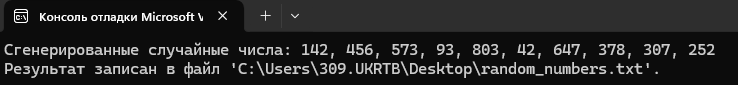 Консоль отладки Microsoft V
Сгенерированные случайные числа: 142, 456, 573, 93, 803, 42, 647, 378, 307, 252
Результат записан в файл 'C:\Users\309.UKRTB\Desktop\random_numbers.txt'.